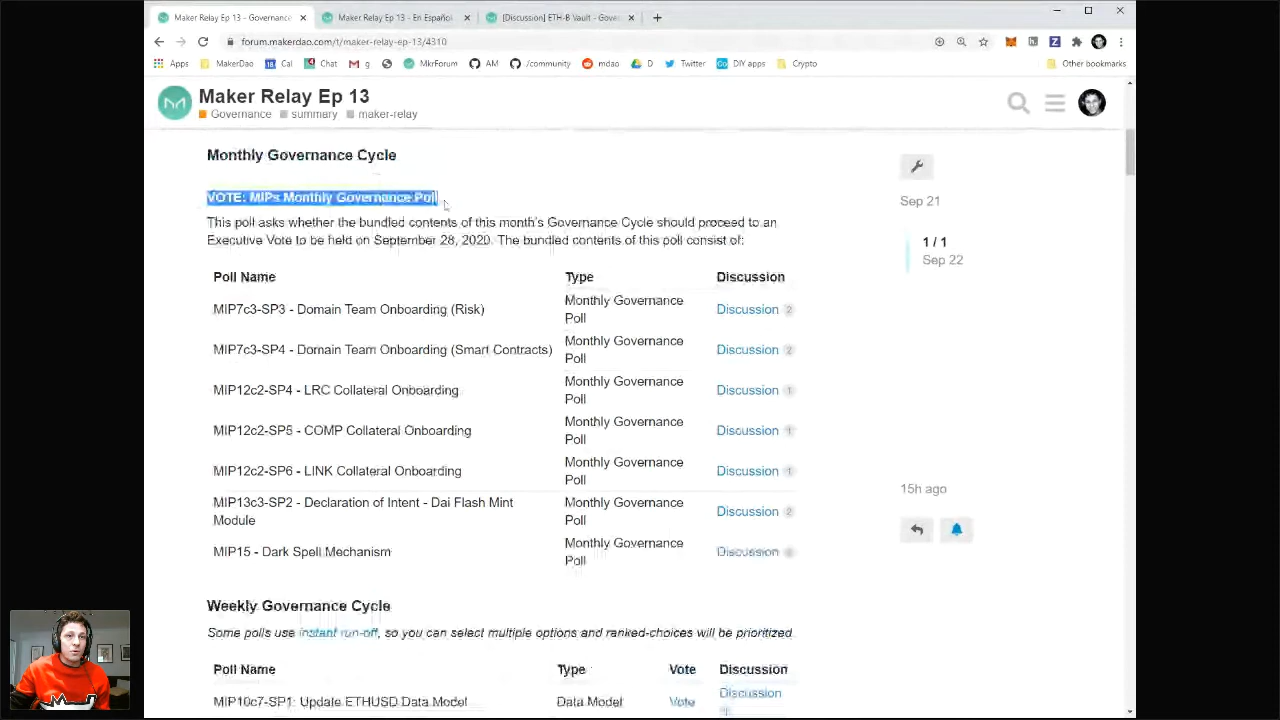 Maker Relay Ep 13 - Governance
Maker Relay Ep 13 - En Español
[Discussion] ETH-B Vault - Gover
forum.makerdao.com/t/maker-relay-ep-13/4310
Apps
MakerDao
Cal
Chat
g
MkrForum
AM
/community
mdao
D
Twitter
DIY apps
Crypto
Other bookmarks
Maker Relay Ep 13
Governance summary maker-relay
Monthly Governance Cycle
VOTE: MIPs Monthly Governance Poll
This poll asks whether the bundled contents of this month's Governance Cycle should proceed to an
Executive Vote to be held on September 28, 2020. The bundled contents of this poll consist of:
Poll Name Type Discussion
MIP7c3-SP3 - Domain Team Onboarding (Risk) Monthly Governance Poll Discussion 2
MIP7c3-SP4 - Domain Team Onboarding (Smart Contracts) Monthly Governance Poll Discussion 2
MIP12c2-SP4 - LRC Collateral Onboarding Monthly Governance Poll Discussion 1
MIP12c2-SP5 - COMP Collateral Onboarding Monthly Governance Poll Discussion 1
MIP12c2-SP6 - LINK Collateral Onboarding Monthly Governance Poll Discussion 1
MIP13c3-SP2 - Declaration of Intent - Dai Flash Mint Module Monthly Governance Poll Discussion 2
MIP15 - Dark Spell Mechanism Monthly Governance Poll Discussion
Weekly Governance Cycle
Some polls use instant run-off, so you can select multiple options and ranked-choices will be prioritized.
Poll Name Type Vote Discussion
MIP10c7-SP1: Update ETHUSD Data Model Data Model Vote Discussion
Sep 21
1 / 1
Sep 22
15h ago